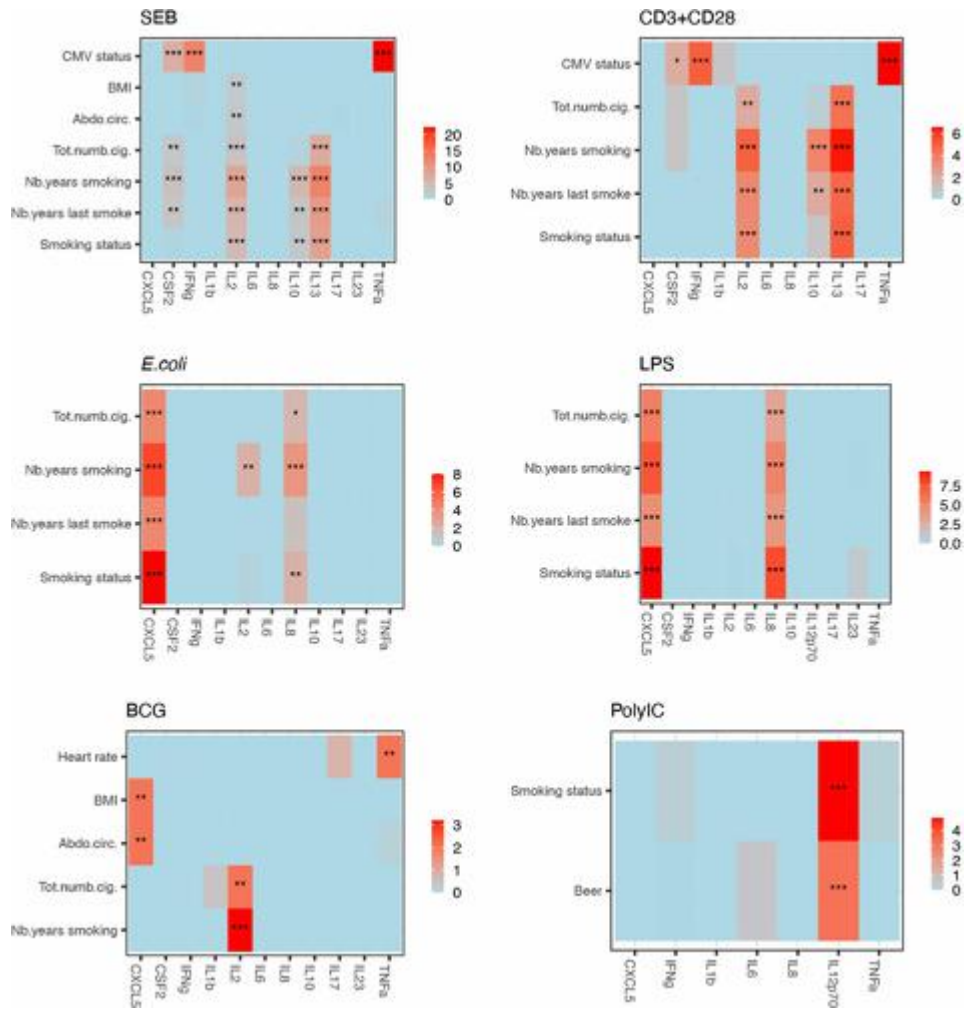 SEB
CMV status
BMI
Abdo.circ.
Tot.numb.cig.
Nb.years smoking
Nb.years last smoke
Smoking status
*** *** ***
**
**
** *** ***
*** *** *** ***
** *** ** ***
*** ** ***
CXCL5 CSF2 IFNg IL1b IL2 IL6 IL8 IL10 IL13 IL17 IL23 TNFa
20
15
10
5
0
CD3+CD28
CMV status
Tot.numb.cig.
Nb.years smoking
Nb.years last smoke
Smoking status
* *** ***
** ***
*** *** ***
*** ** ***
*** ***
CXCL5 CSF2 IFNg IL1b IL2 IL6 IL8 IL10 IL13 IL17 TNFa
6
4
2
0
E.coli
Tot.numb.cig.
Nb.years smoking
Nb.years last smoke
Smoking status
*** *
*** ** ***
***
*** **
CXCL5 CSF2 IFNg IL1b IL2 IL6 IL8 IL10 IL17 IL23 TNFa
8
6
4
2
0
LPS
Tot.numb.cig.
Nb.years smoking
Nb.years last smoke
Smoking status
*** ***
*** ***
*** ***
*** ***
CXCL5 CSF2 IFNg IL1b IL2 IL6 IL8 IL10 IL12p70 IL17 IL23 TNFa
7.5
5.0
2.5
0.0
BCG
Heart rate
BMI
Abdo.circ.
Tot.numb.cig.
Nb.years smoking
**
**
**
**
***
CXCL5 CSF2 IFNg IL1b IL2 IL6 IL8 IL10 IL17 IL23 TNFa
3
2
1
0
PolyIC
Smoking status
Beer
***
***
CXCL5 IFNg IL1b IL6 IL8 IL12p70 TNFa
4
3
2
1
0